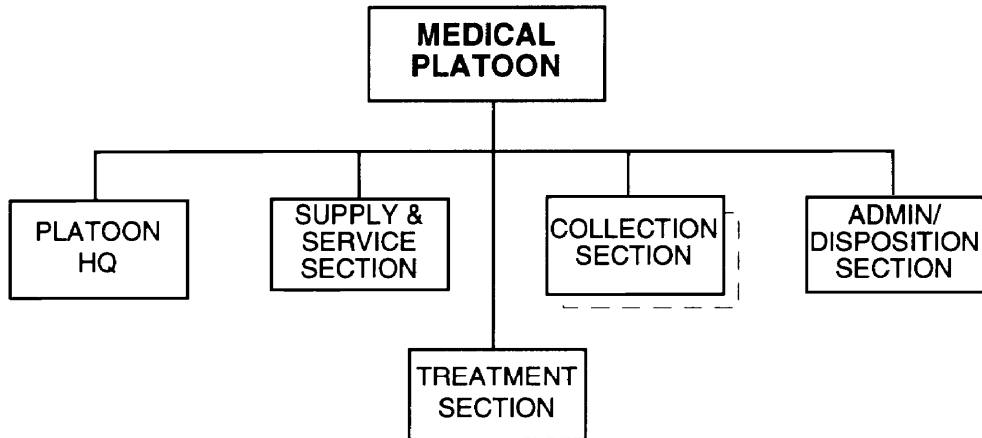 MEDICAL
PLATOON
PLATOON
HQ
SUPPLY &
SERVICE
SECTION
COLLECTION
SECTION
ADMIN/
DISPOSITION
SECTION
TREATMENT
SECTION